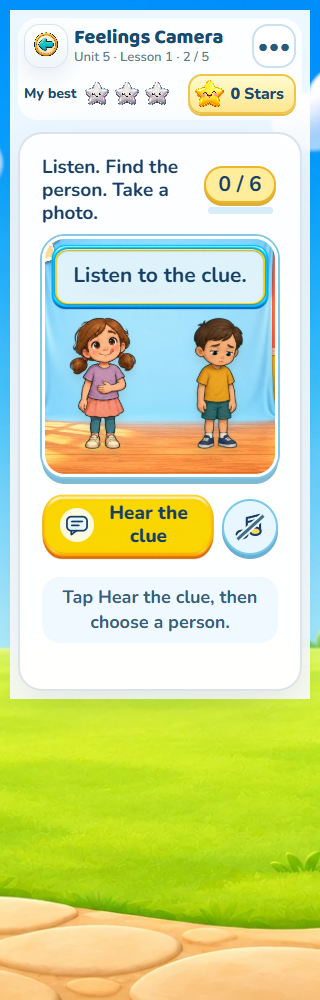 Feelings Camera
Unit 5 · Lesson 1 · 2 / 5
My best
0 Stars
Listen. Find the
person. Take a
photo.
0 / 6
Listen to the clue.
Hear the
clue
Tap Hear the clue, then
choose a person.